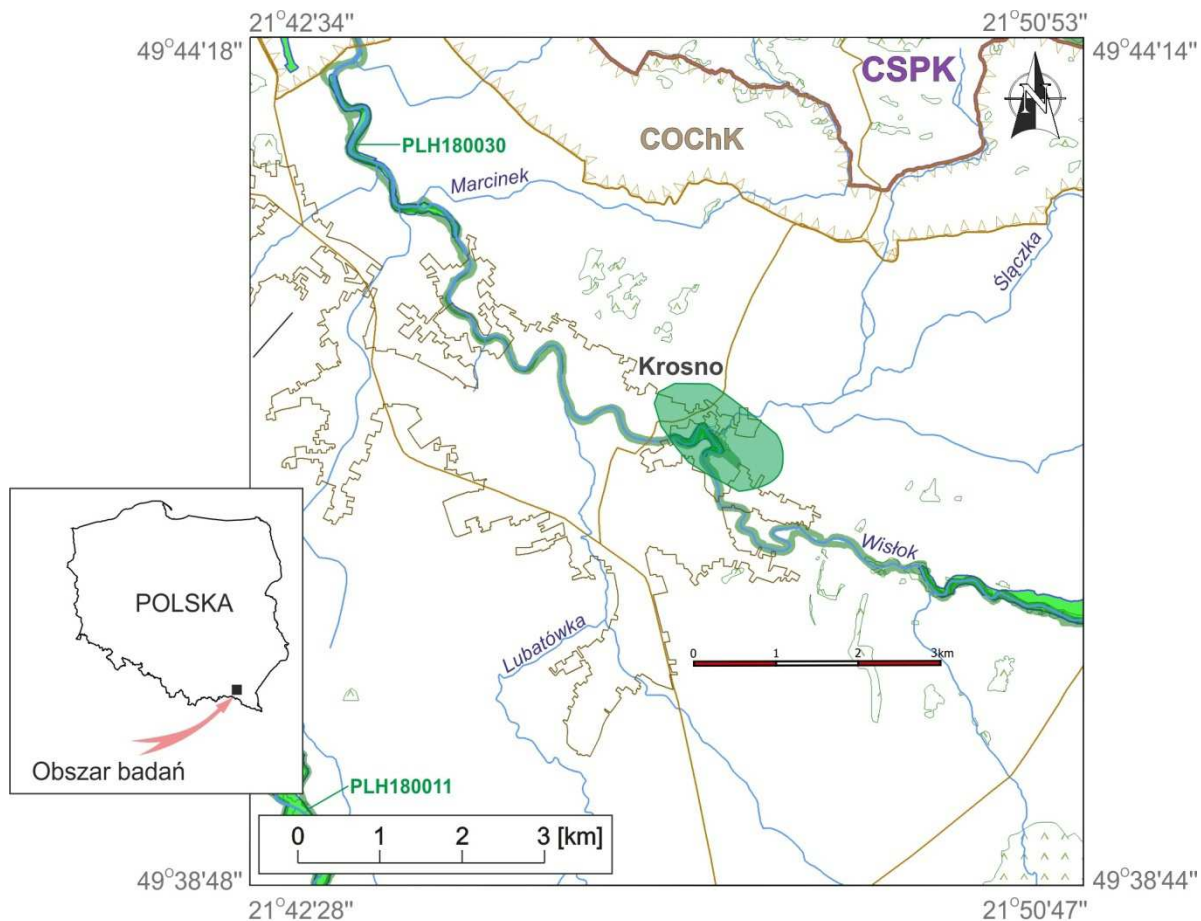 21°42'34"
21°50'53"
49°44'18"
49°44'14"
CSPK
N
COChK
PLH180030
Marcinek
Ślączka
Krosno
Wisłok
POLSKA
Lubatówka
0 1 2 3km
Obszar badań
PLH180011
0 1 2 3 [km]
49°38'48"
49°38'44"
21°42'28"
21°50'47"